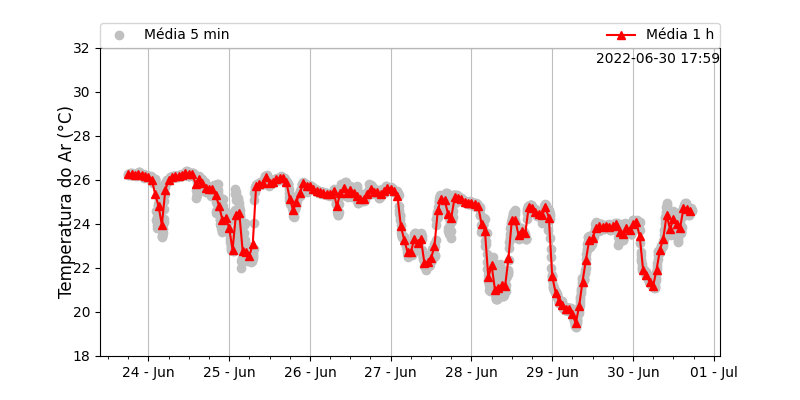 Média 5 min
Média 1 h
2022-06-30 17:59
Temperatura do Ar (°C)
32
30
28
26
24
22
20
18
24 - Jun
25 - Jun
26 - Jun
27 - Jun
28 - Jun
29 - Jun
30 - Jun
01 - Jul